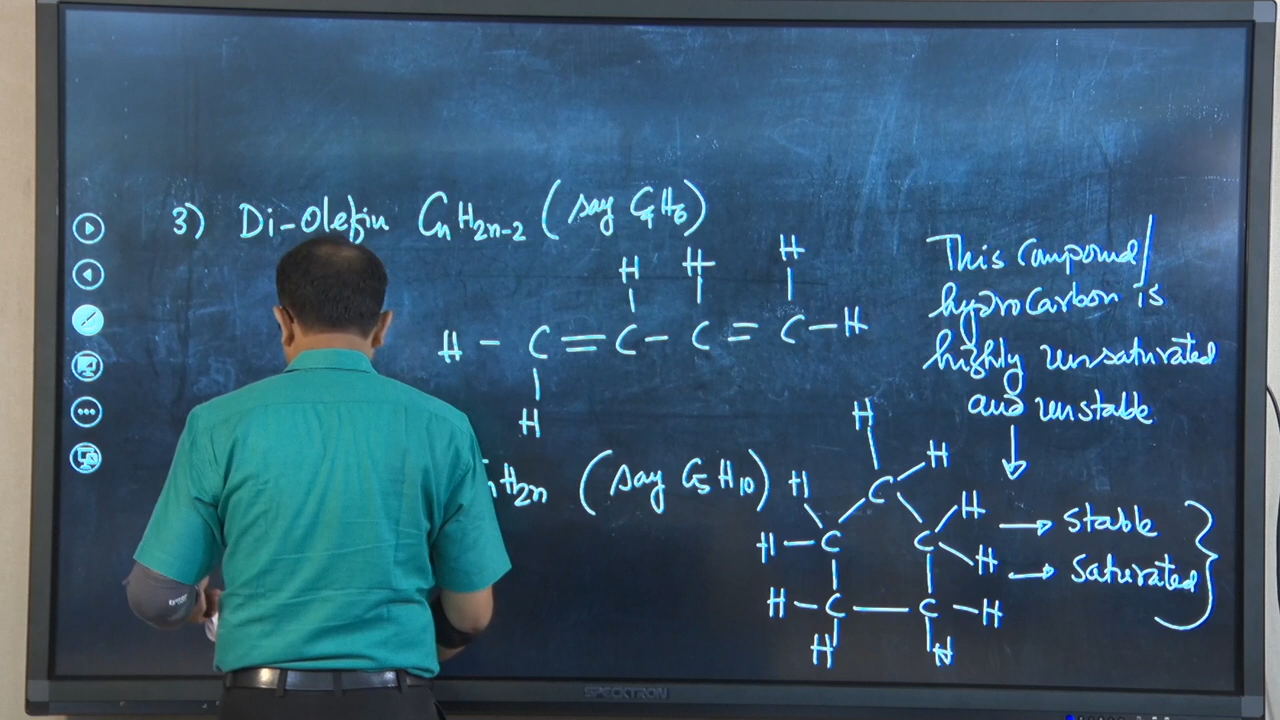 3) Di-Olefin CnH2n-2 (say C4H6)
H H H
H - C = C - C = C - H
H
This compound/
hydrocarbon is
highly unsaturated
and unstable
nH2n (say C5H10)
H
H
H C H
H - C C H
H - C - C - H
H H
→ Stable
→ Saturated
SPECKTRON